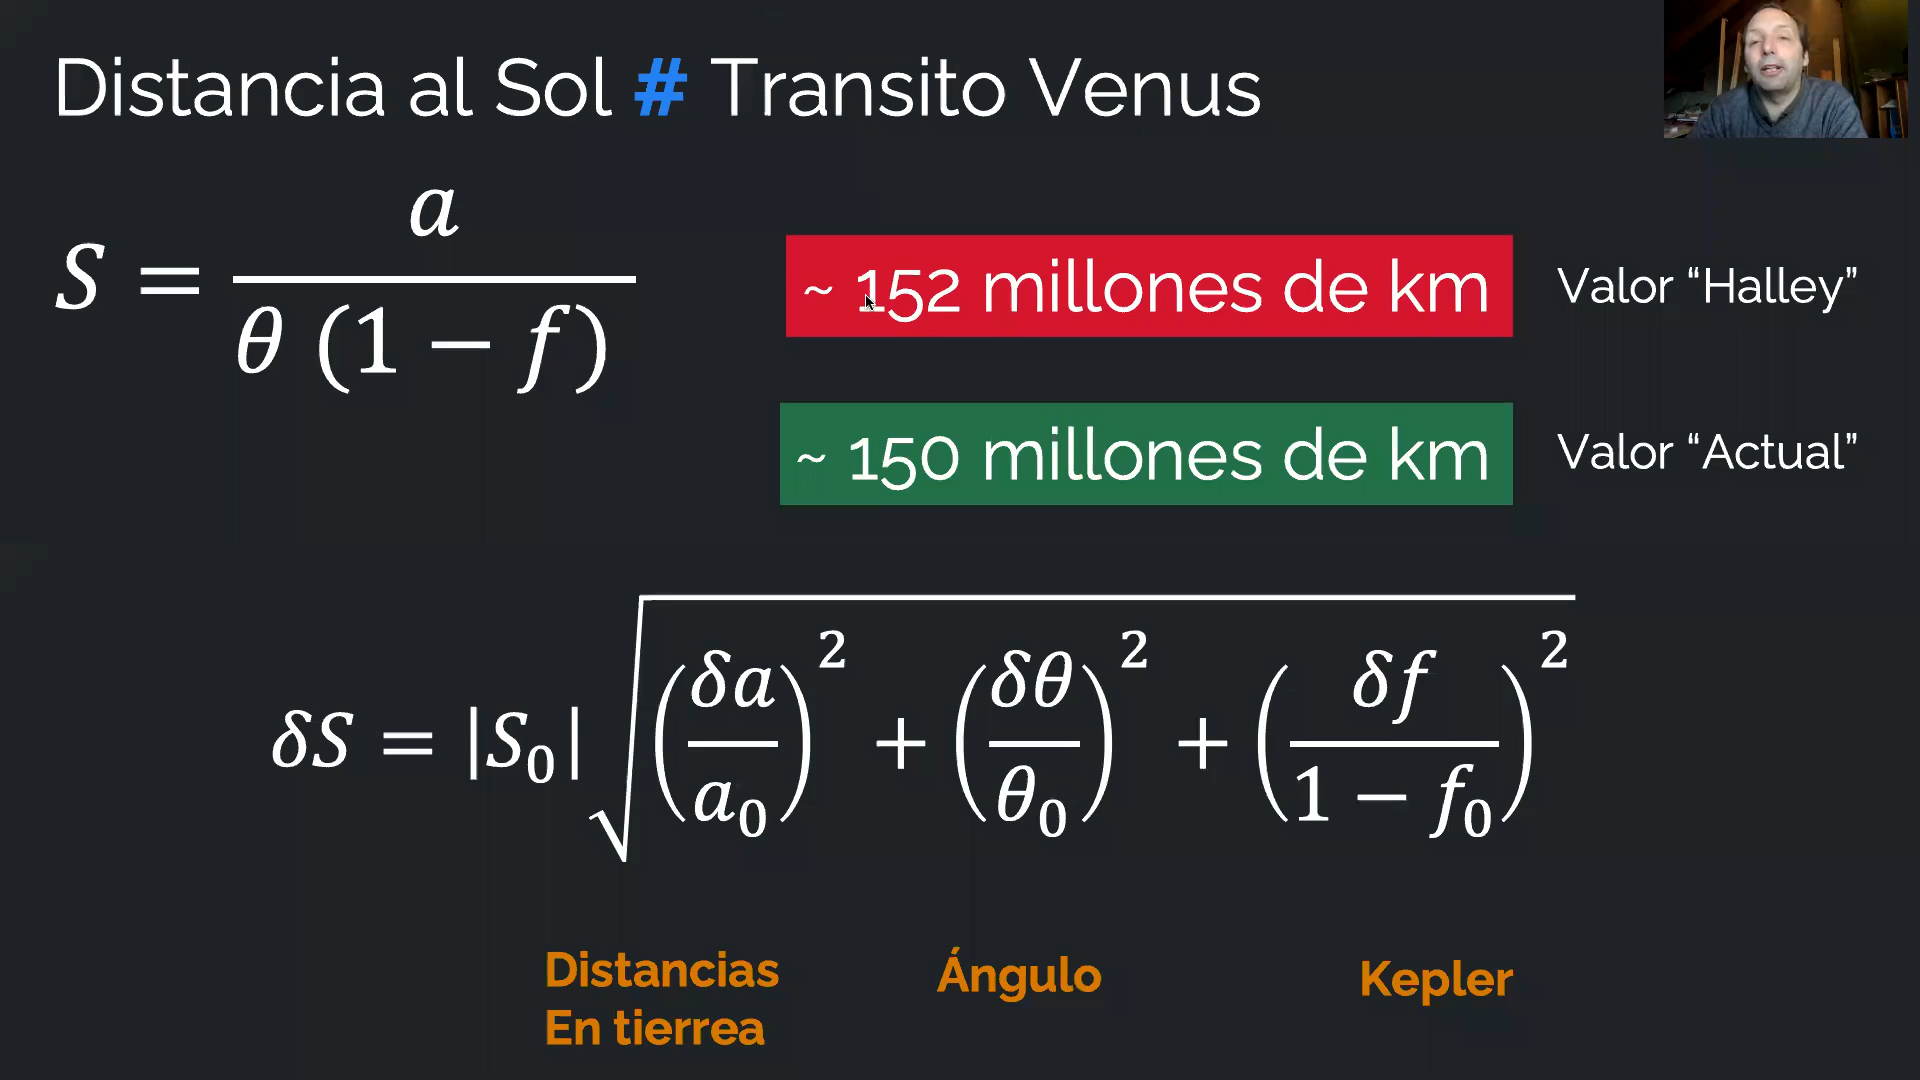 Distancia al Sol # Transito Venus
S = a / θ (1 − f)
~ 152 millones de km
Valor “Halley”
~ 150 millones de km
Valor “Actual”
δS = |S₀| √( (δa / a₀)² + (δθ / θ₀)² + (δf / 1 − f₀)² )
Distancias
En tierrea
Ángulo
Kepler